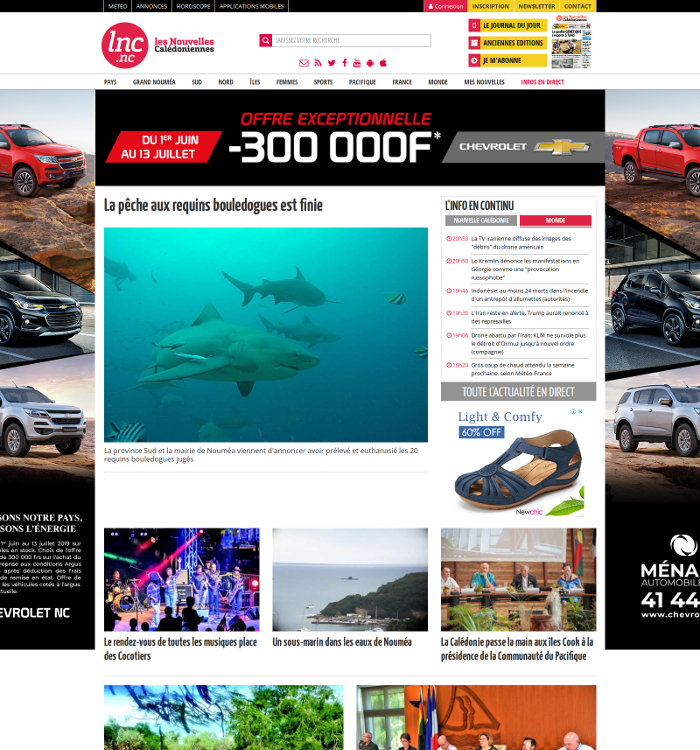 MÉTÉO ANNONCES HOROSCOPE APPLICATIONS MOBILES Connexion INSCRIPTION NEWSLETTER CONTACT
lnc
.nc
les Nouvelles
Calédoniennes
SAISISSEZ VOTRE RECHERCHE
LE JOURNAL DU JOUR
ANCIENNES EDITIONS
JE M'ABONNE
PAYS GRAND NOUMÉA SUD NORD ÎLES FEMMES SPORTS PACIFIQUE FRANCE MONDE MES NOUVELLES INFOS EN DIRECT
OFFRE EXCEPTIONNELLE
DU 1ER JUIN
AU 13 JUILLET
-300 000F*
CHEVROLET
La pêche aux requins bouledogues est finie
La province Sud et la mairie de Nouméa viennent d'annoncer avoir prélevé et euthanasié les 20
requins bouledogues jugés
L'INFO EN CONTINU
NOUVELLE CALÉDONIE MONDE
20h53 La TV iranienne diffuse des images des
"débris" du drone américain
20h50 Le Kremlin dénonce les manifestations en
Géorgie comme une "provocation
russophobe"
19h46 Indonésie: au moins 24 morts dans l'incendie
d'un entrepôt d'allumettes (autorités)
19h35 L'Iran reste en alerte, Trump aurait renoncé à
des représailles
19h06 Drone abattu par l'Iran: KLM ne survole plus
le détroit d'Ormuz jusqu'à nouvel ordre
(compagnie)
18h24 Gros coup de chaud attendu la semaine
prochaine, selon Météo-France
TOUTE L'ACTUALITÉ EN DIRECT
Light & Comfy
60% OFF
Newchic
SONS NOTRE PAYS,
SONS L'ÉNERGIE
1er juin au 13 juillet 2019 sur
les en stock. Choix de l'offre
de 300 000 frs sur l'achat du
reprise aux conditions Argus
après déduction des frais
de remise en état. Offre de
les véhicules cotés à l'argus.
EVROLET NC
MÉNA
AUTOMOBILE
41 44
www.chevro
Le rendez-vous de toutes les musiques place
des Cocotiers
Un sous-marin dans les eaux de Nouméa
La Calédonie passe la main aux îles Cook à la
présidence de la Communauté du Pacifique